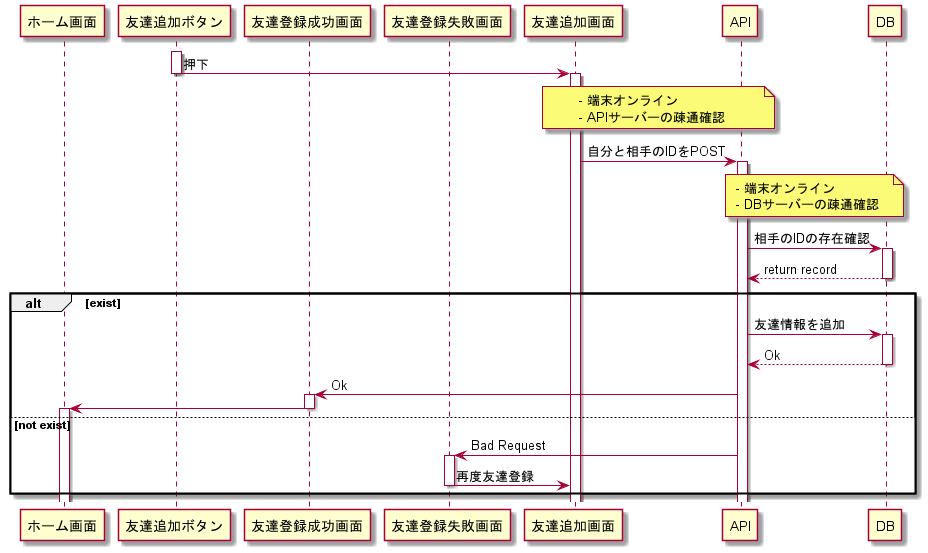 ホーム画面
友達追加ボタン
友達登録成功画面
友達登録失敗画面
友達追加画面
API
DB
押下
- 端末オンライン
- APIサーバーの疎通確認
自分と相手のIDをPOST
- 端末オンライン
- DBサーバーの疎通確認
相手のIDの存在確認
return record
alt
[exist]
友達情報を追加
Ok
Ok
[not exist]
Bad Request
再度友達登録
ホーム画面
友達追加ボタン
友達登録成功画面
友達登録失敗画面
友達追加画面
API
DB